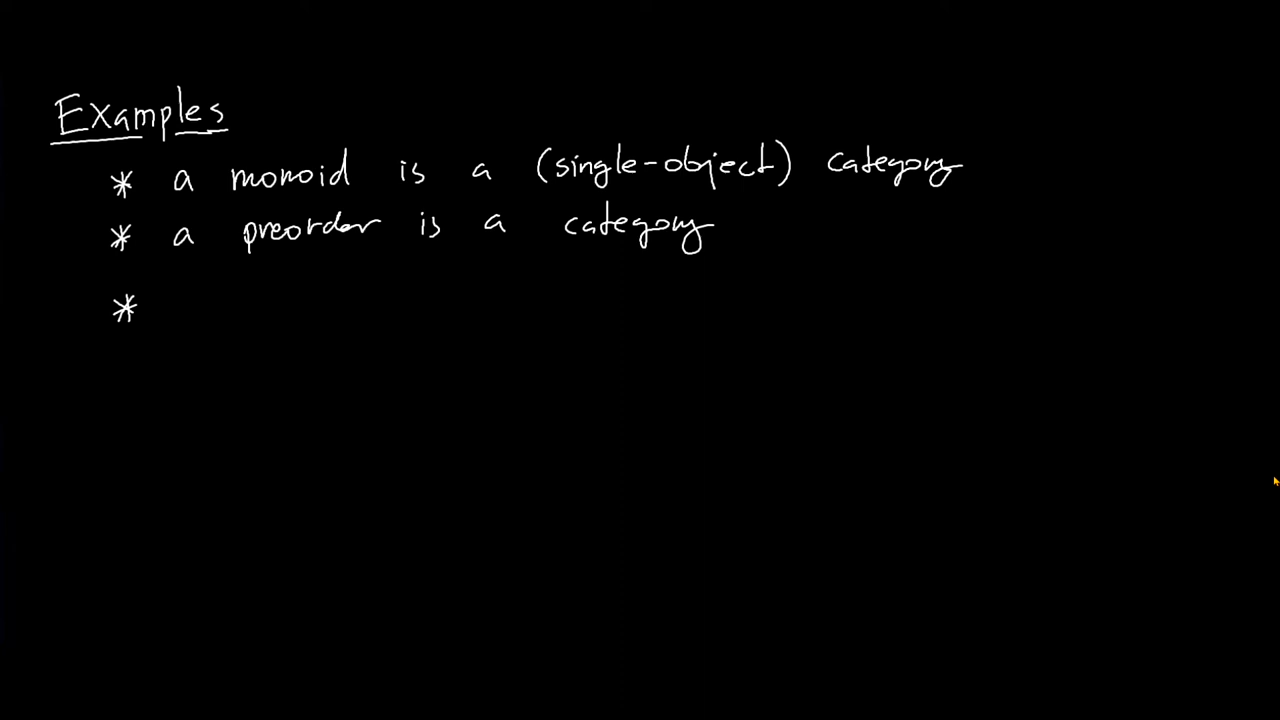 Examples
* a monoid is a (single-object) category
* a preorder is a category
*